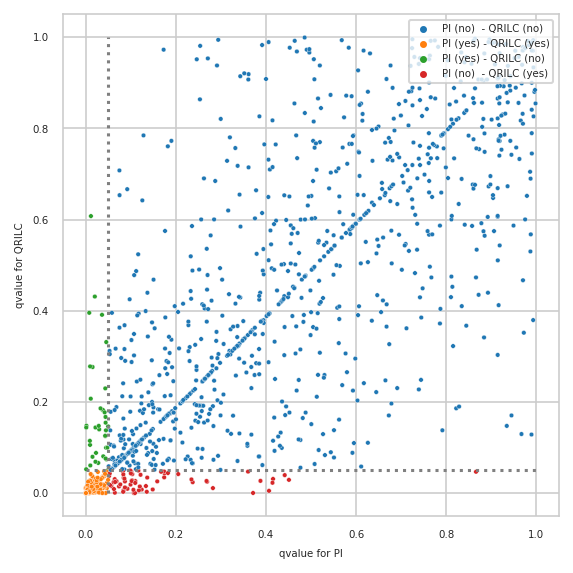 PI (no)  - QRILC (no)
PI (yes) - QRILC (yes)
PI (yes) - QRILC (no)
PI (no)  - QRILC (yes)
1.0
0.8
0.6
0.4
0.2
0.0
qvalue for QRILC
0.0 0.2 0.4 0.6 0.8 1.0
qvalue for PI